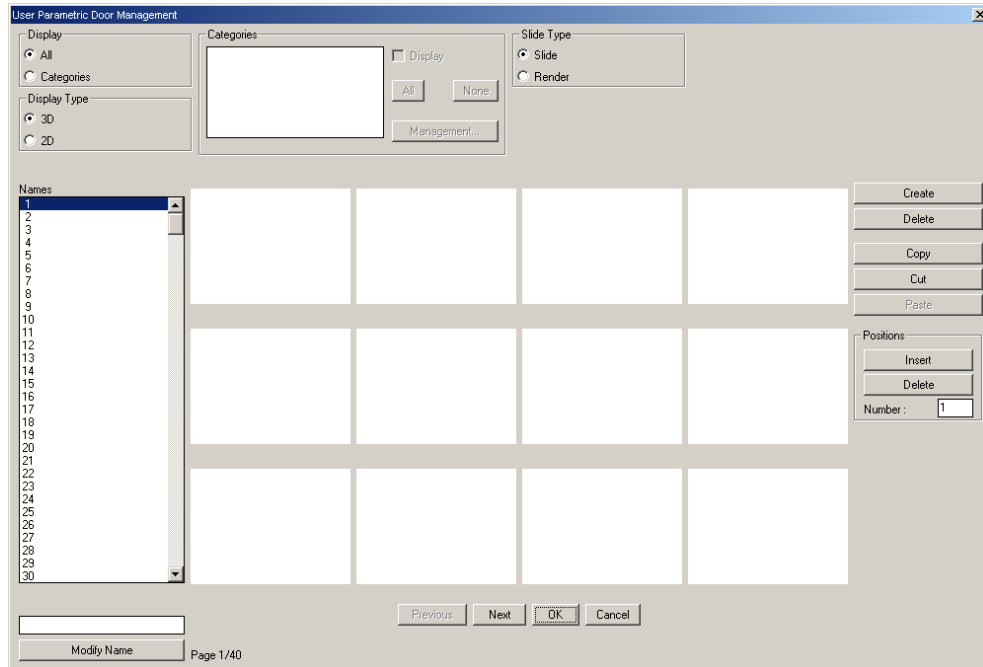 User Parametric Door Management
Display
All
Categories
Display Type
3D
2D
Categories
Display
All None
Management...
Slide Type
Slide
Render
Names
1
2
3
4
5
6
7
8
9
10
11
12
13
14
15
16
17
18
19
20
21
22
23
24
25
26
27
28
29
30
Modify Name
Page 1/40
Previous Next OK Cancel
Create
Delete
Copy
Cut
Paste
Positions
Insert
Delete
Number : 1